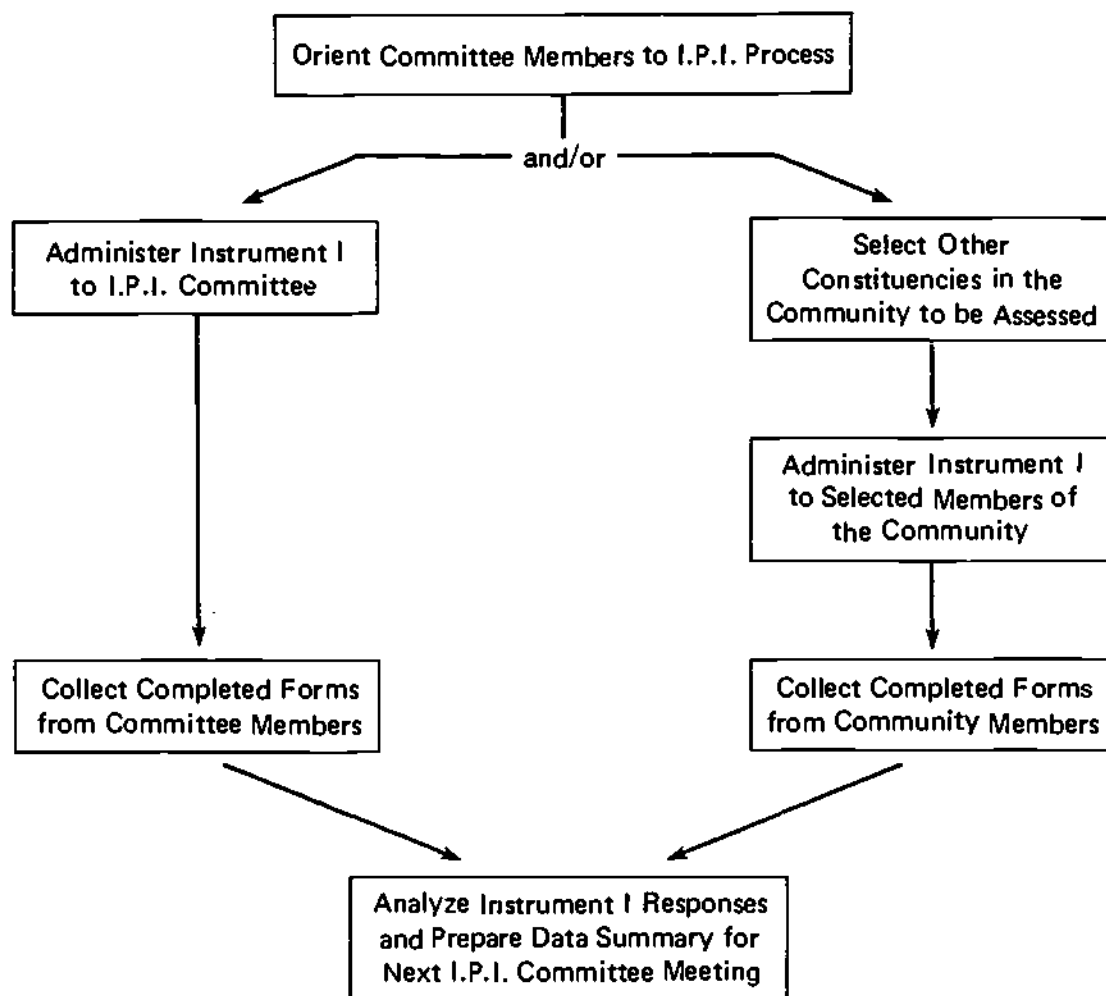 Orient Committee Members to I.P.I. Process
and/or
Administer Instrument I
to I.P.I. Committee
Select Other
Constituencies in the
Community to be Assessed
Administer Instrument I
to Selected Members of
the Community
Collect Completed Forms
from Committee Members
Collect Completed Forms
from Community Members
Analyze Instrument I Responses
and Prepare Data Summary for
Next I.P.I. Committee Meeting